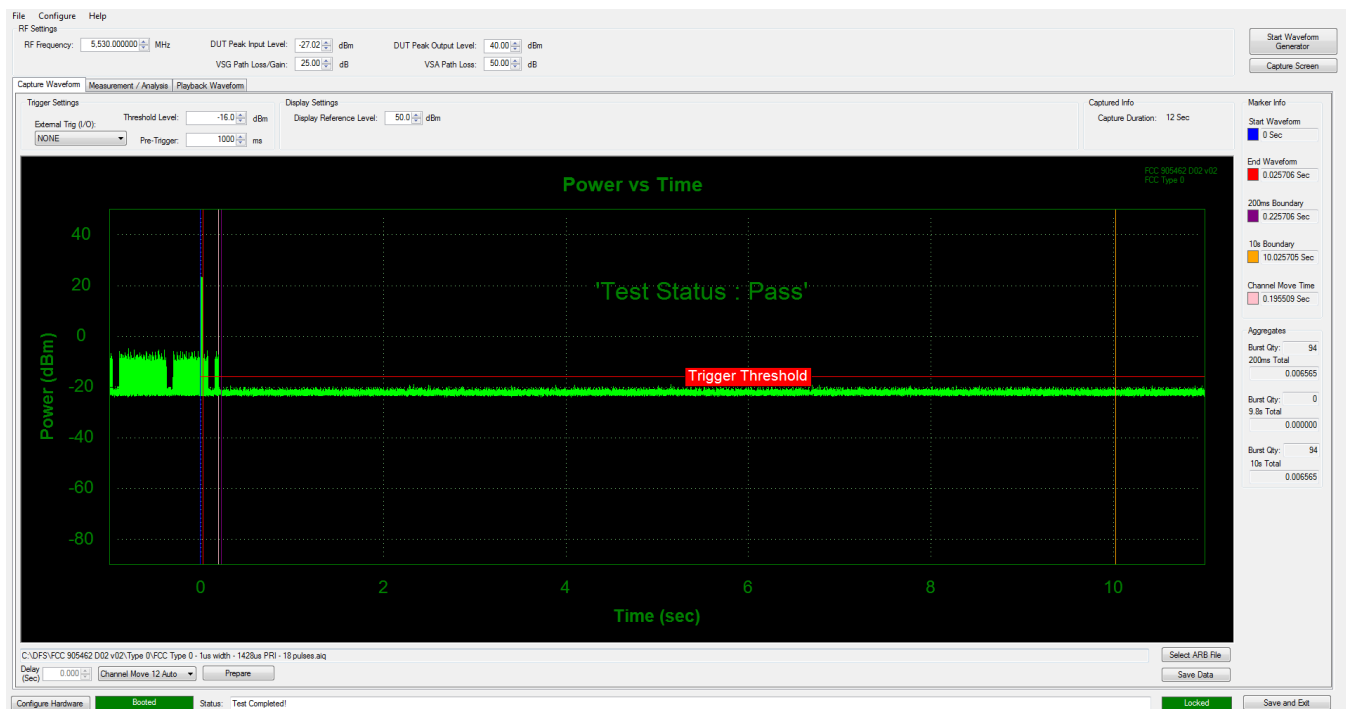 File Configure Help
RF Settings
RF Frequency: 5,530.000000 MHz DUT Peak Input Level: -27.02 dBm DUT Peak Output Level: 40.00 dBm
VSG Path Loss/Gain: 25.00 dB VSA Path Loss: 50.00 dB
Start Waveform
Generator
Capture Screen
Capture Waveform Measurement / Analysis Playback Waveform
Trigger Settings
External Trig (I/O): Threshold Level: -16.0 dBm
NONE Pre-Trigger: 1000 ms
Display Settings
Display Reference Level: 50.0 dBm
Captured Info
Capture Duration: 12 Sec
Marker Info
Start Waveform
0 Sec
End Waveform
0.025706 Sec
200ms Boundary
0.225706 Sec
10s Boundary
10.025705 Sec
Channel Move Time
0.195509 Sec
Aggregates
Burst Qty: 94
200ms Total
0.006565
Burst Qty: 0
9.8s Total
0.000000
Burst Qty: 94
10s Total
0.006565
Power vs Time
FCC 905462 D02 v02
FCC Type 0
'Test Status : Pass'
Trigger Threshold
Power (dBm)
40
20
0
-20
-40
-60
-80
0 2 4 6 8 10
Time (sec)
C:\DFS\FCC 905462 D02 v02\Type 0\FCC Type 0 - 1us width - 1428us PRI - 18 pulses.aiq
Select ARB File
Delay
(Sec) 0.000 Channel Move 12 Auto Prepare
Save Data
Configure Hardware Booted Status: Test Completed! Locked Save and Exit